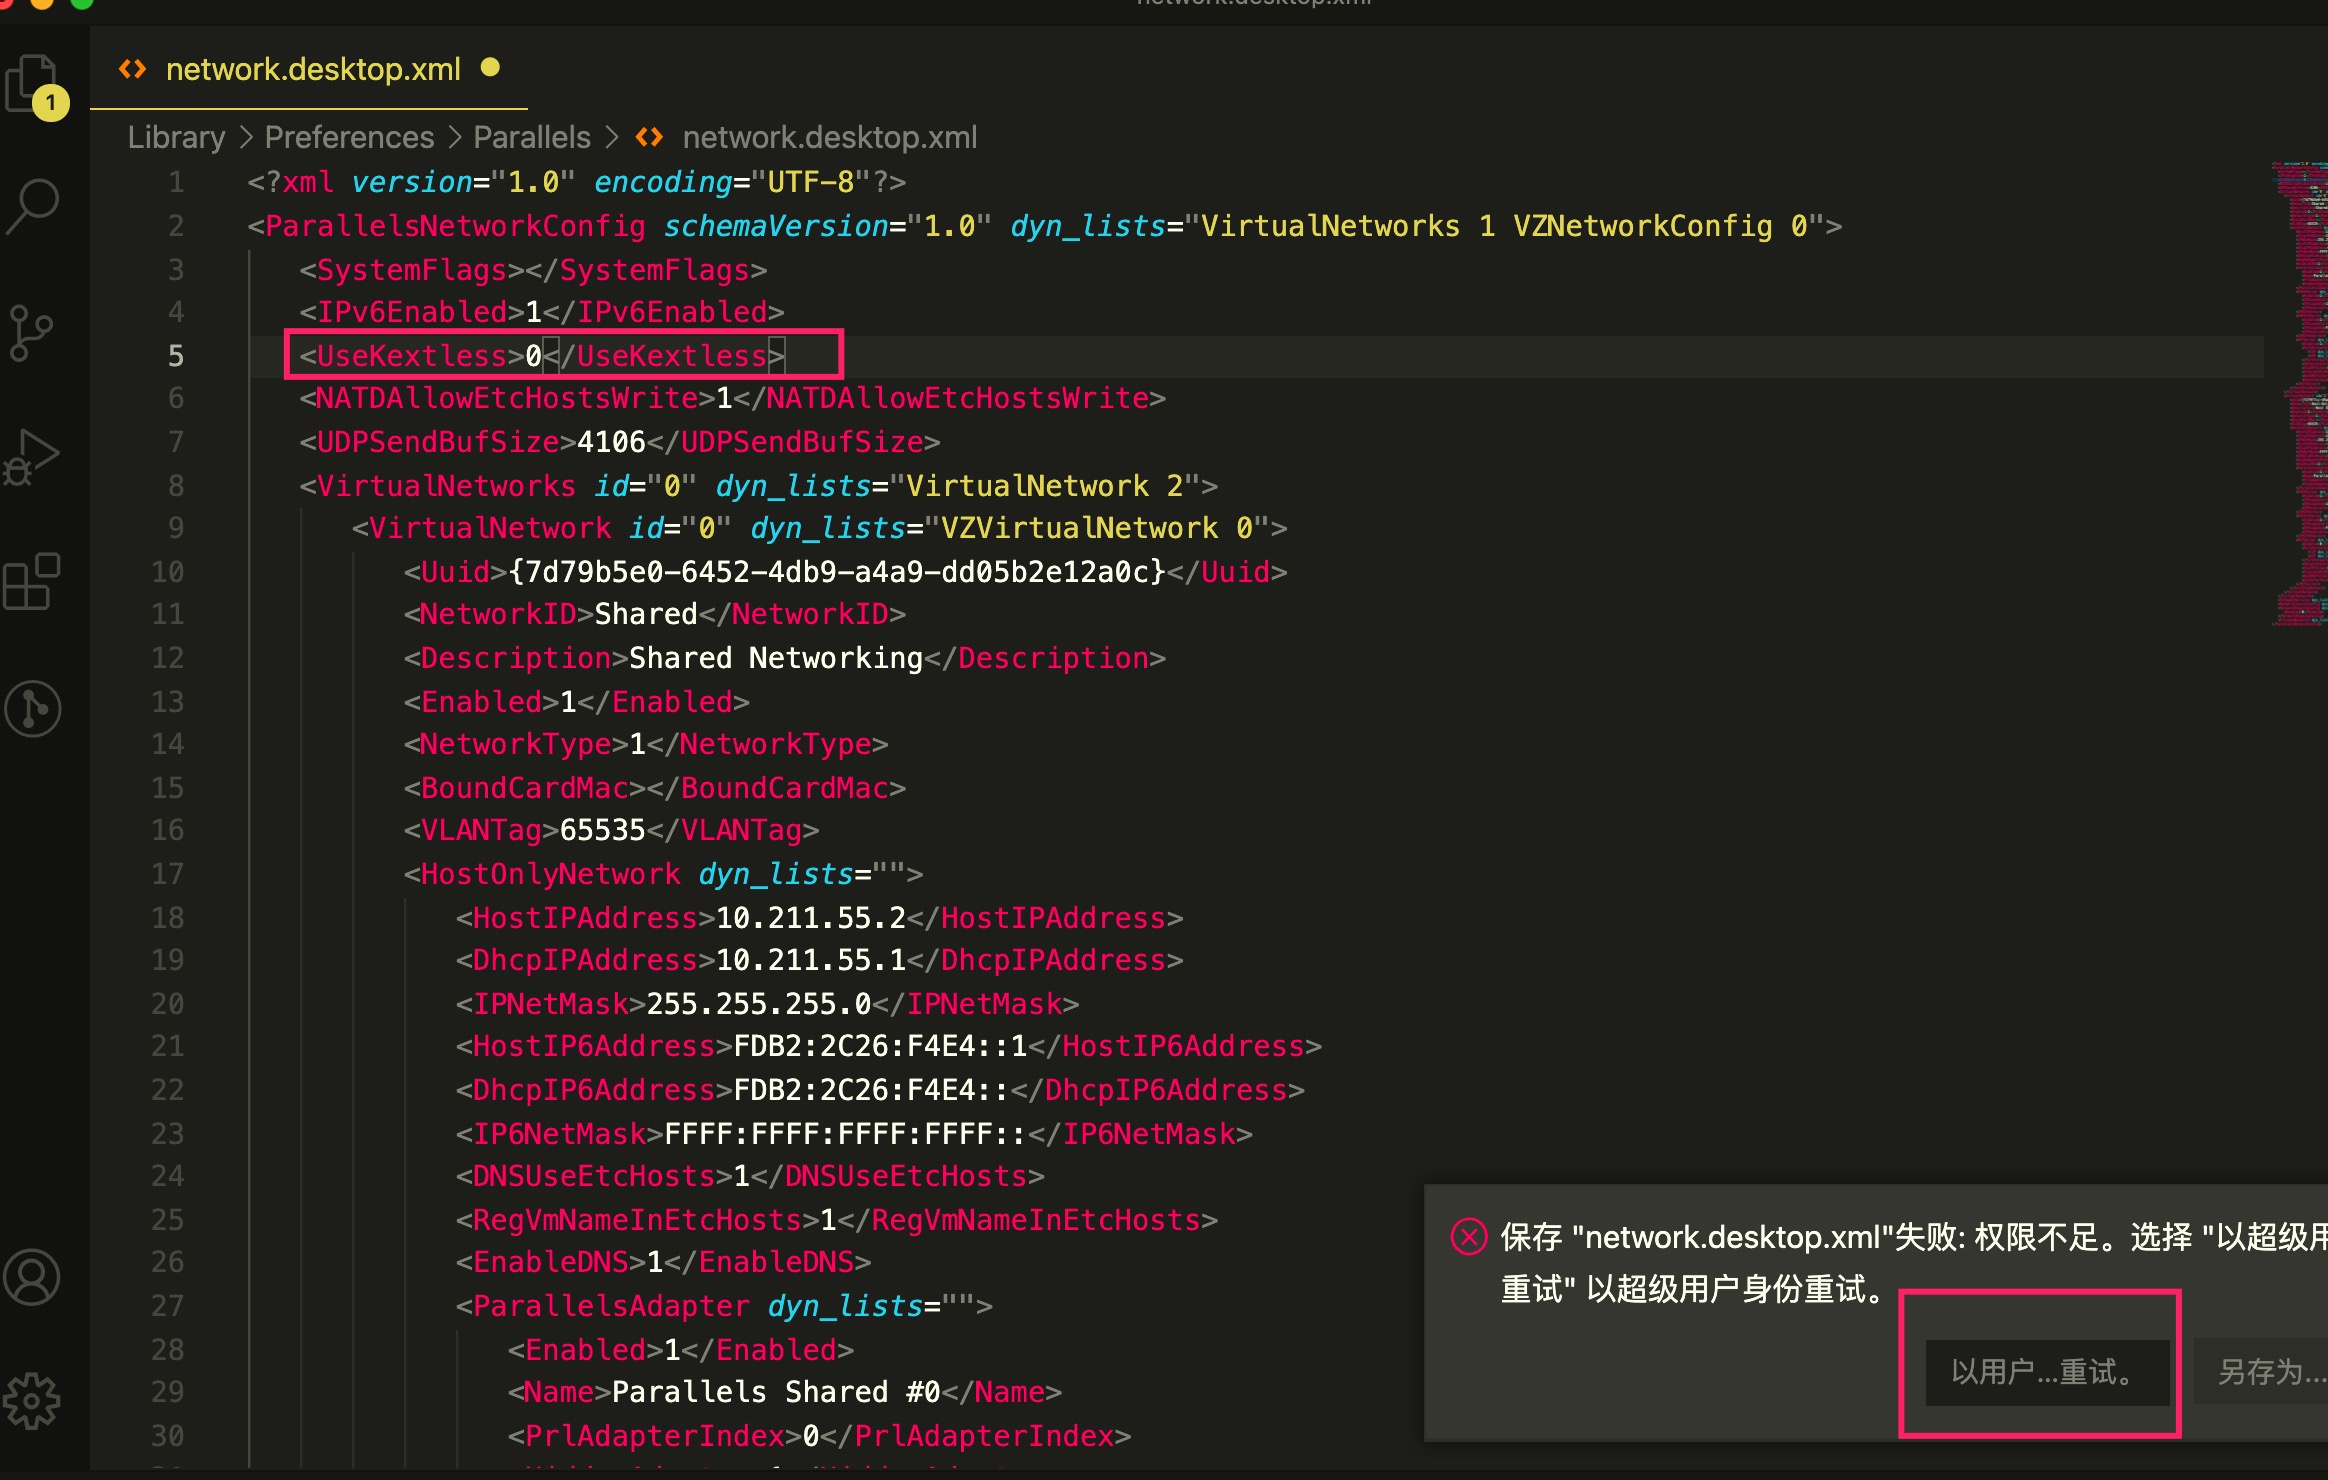 network.desktop.xml
network.desktop.xml
1
Library > Preferences > Parallels > network.desktop.xml
1 <?xml version="1.0" encoding="UTF-8"?>
2 <ParallelsNetworkConfig schemaVersion="1.0" dyn_lists="VirtualNetworks 1 VZNetworkConfig 0">
3 <SystemFlags></SystemFlags>
4 <IPv6Enabled>1</IPv6Enabled>
5 <UseKextless>0</UseKextless>
6 <NATDAllowEtcHostsWrite>1</NATDAllowEtcHostsWrite>
7 <UDPSendBufSize>4106</UDPSendBufSize>
8 <VirtualNetworks id="0" dyn_lists="VirtualNetwork 2">
9 <VirtualNetwork id="0" dyn_lists="VZVirtualNetwork 0">
10 <Uuid>{7d79b5e0-6452-4db9-a4a9-dd05b2e12a0c}</Uuid>
11 <NetworkID>Shared</NetworkID>
12 <Description>Shared Networking</Description>
13 <Enabled>1</Enabled>
14 <NetworkType>1</NetworkType>
15 <BoundCardMac></BoundCardMac>
16 <VLANTag>65535</VLANTag>
17 <HostOnlyNetwork dyn_lists="">
18 <HostIPAddress>10.211.55.2</HostIPAddress>
19 <DhcpIPAddress>10.211.55.1</DhcpIPAddress>
20 <IPNetMask>255.255.255.0</IPNetMask>
21 <HostIP6Address>FDB2:2C26:F4E4::1</HostIP6Address>
22 <DhcpIP6Address>FDB2:2C26:F4E4::</DhcpIP6Address>
23 <IP6NetMask>FFFF:FFFF:FFFF:FFFF::</IP6NetMask>
24 <DNSUseEtcHosts>1</DNSUseEtcHosts>
25 <RegVmNameInEtcHosts>1</RegVmNameInEtcHosts>
26 <EnableDNS>1</EnableDNS>
27 <ParallelsAdapter dyn_lists="">
28 <Enabled>1</Enabled>
29 <Name>Parallels Shared #0</Name>
30 <PrlAdapterIndex>0</PrlAdapterIndex>
保存 "network.desktop.xml"失败: 权限不足。选择 "以超级用
重试" 以超级用户身份重试。
以用户...重试。
另存为...